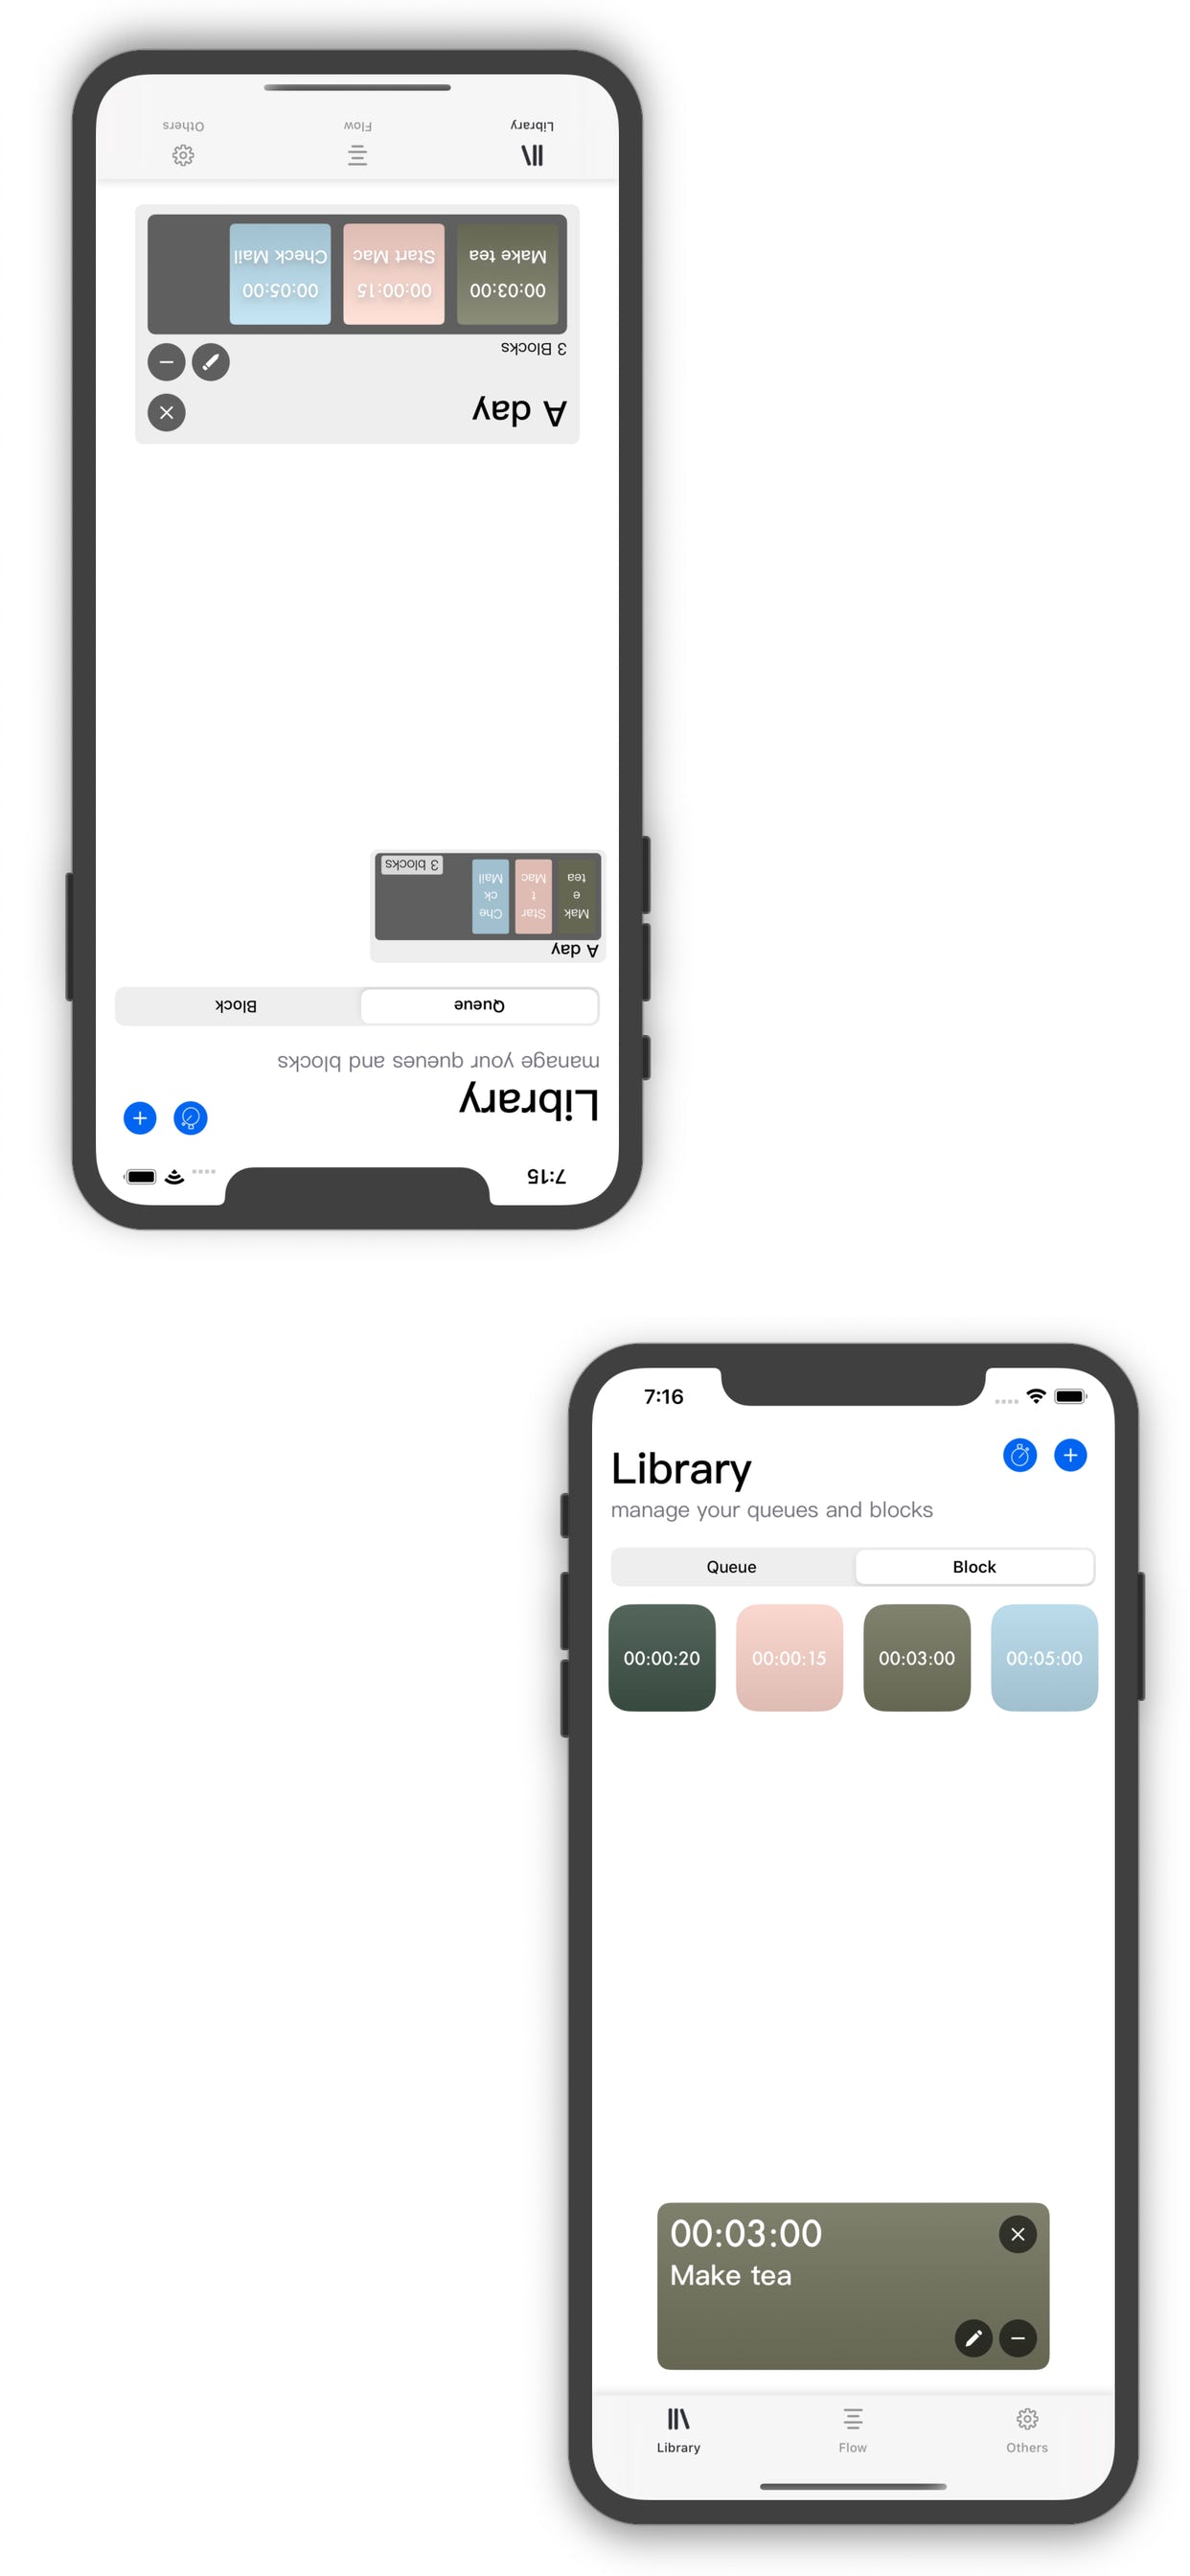 7:15
Library
manage your queues and blocks
Queue Block
A day
Mak
e
tea
Star
t
Mac
Che
ck
Mail
3 blocks
A day
3 Blocks
00:03:00 00:00:15 00:05:00
Make tea Start Mac Check Mail
Library Flow Others
7:16
Library
manage your queues and blocks
Queue Block
00:00:20 00:00:15 00:03:00 00:05:00
00:03:00
Make tea
Library Flow Others